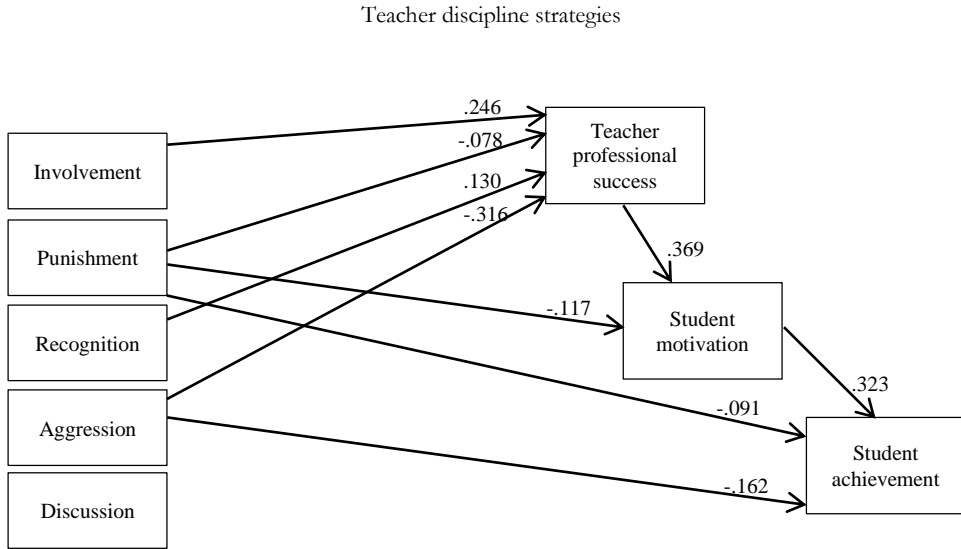 Teacher discipline strategies
.246
-.078
.130
-.316
Teacher
professional
success
Involvement
Punishment
.369
Recognition
-.117
Student
motivation
.323
Aggression
-.091
Student
achievement
-.162
Discussion